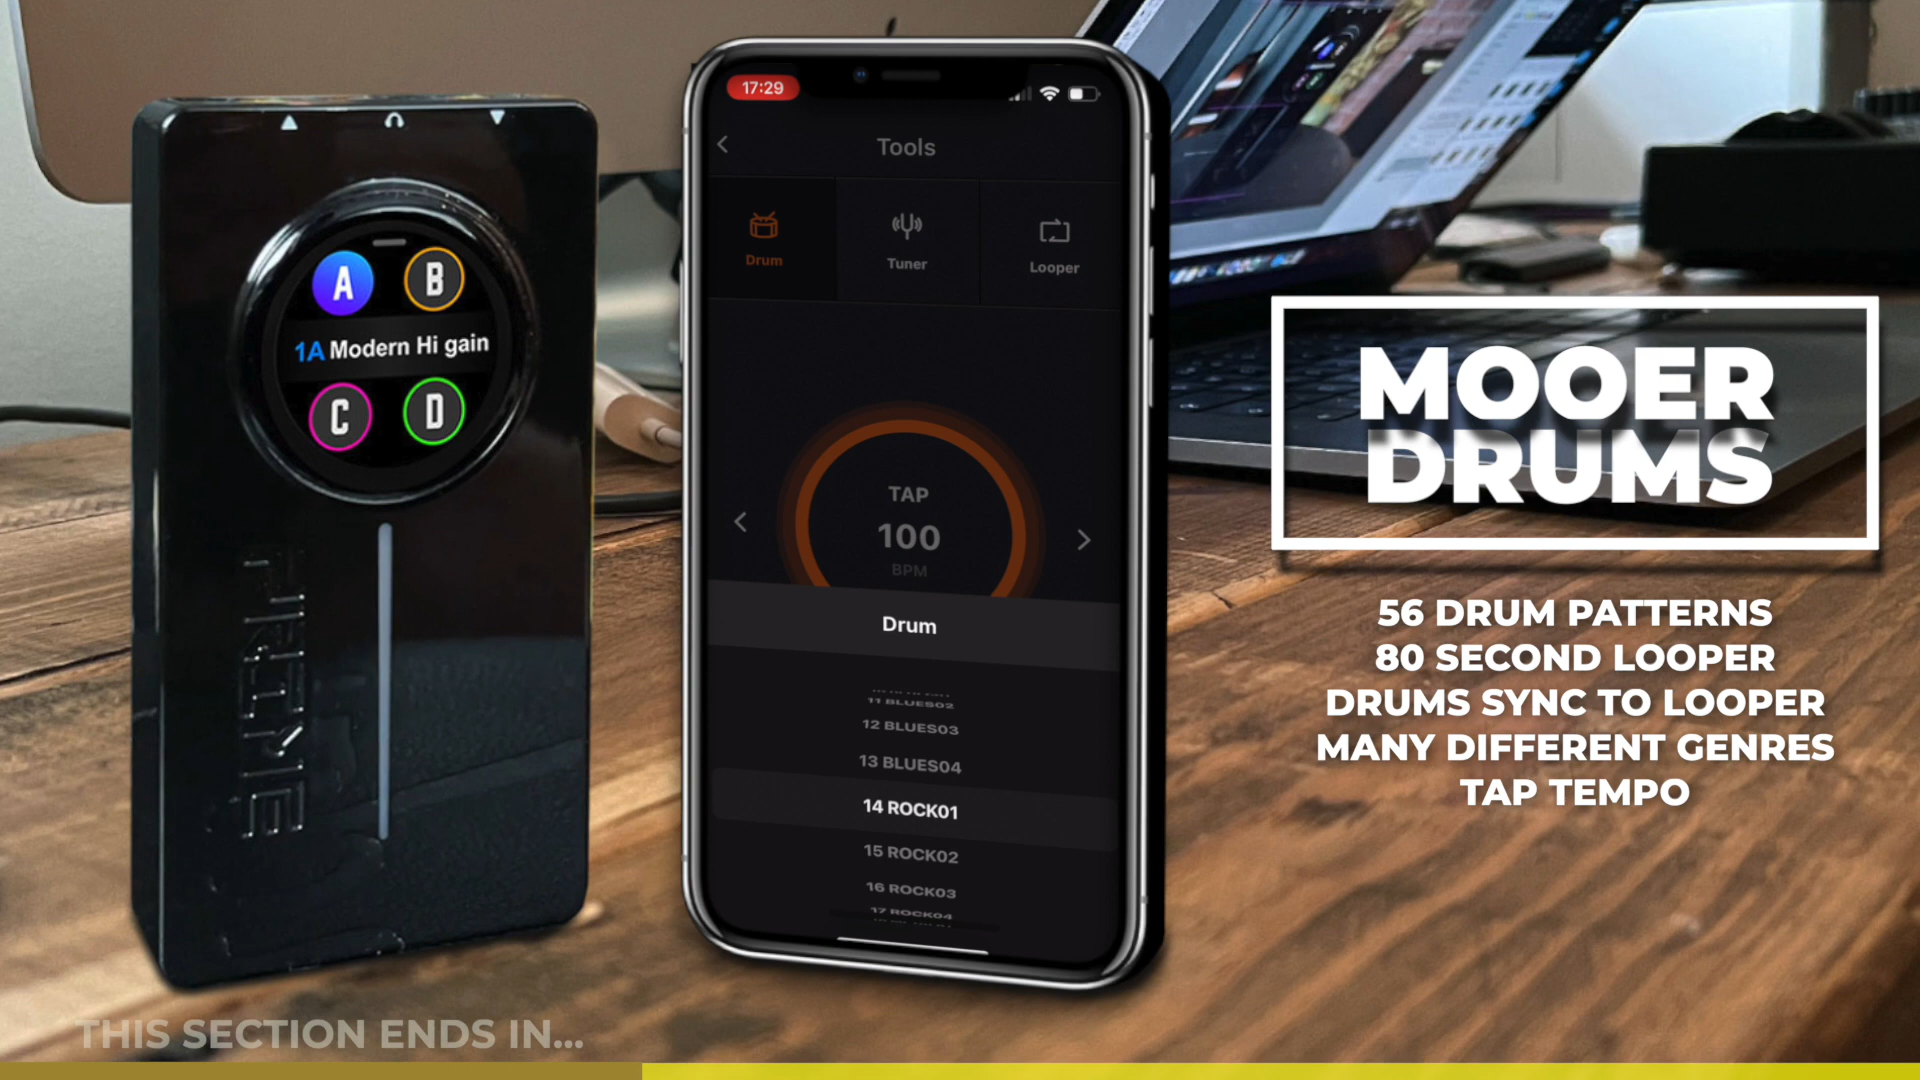 A
B
1A Modern Hi gain
C
D
PRIME
17:29
Tools
Drum
Tuner
Looper
TAP
100
BPM
Drum
11 BLUES02
12 BLUES03
13 BLUES04
14 ROCK01
15 ROCK02
16 ROCK03
17 ROCK04
MOOER
DRUMS
56 DRUM PATTERNS
80 SECOND LOOPER
DRUMS SYNC TO LOOPER
MANY DIFFERENT GENRES
TAP TEMPO
THIS SECTION ENDS IN...